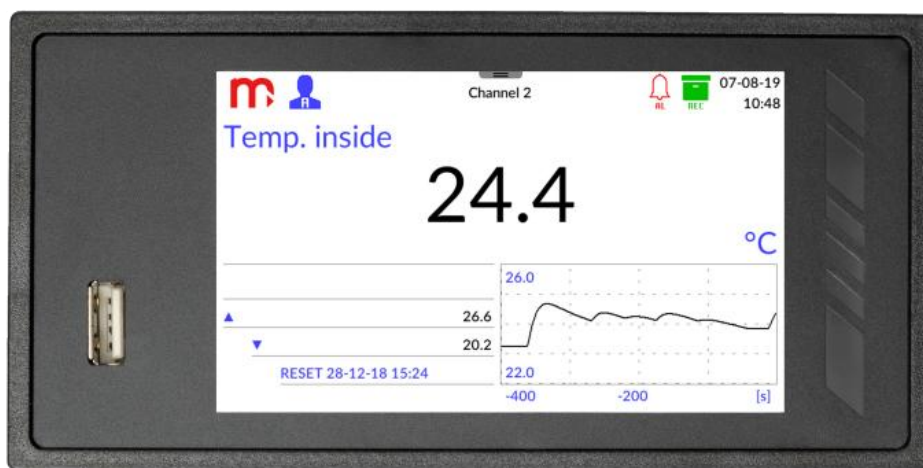 m
R
Channel 2
AL
REC
07-08-19
10:48
Temp. inside
24.4
°C
26.6
20.2
RESET 28-12-18 15:24
26.0
22.0
-400 -200 [s]